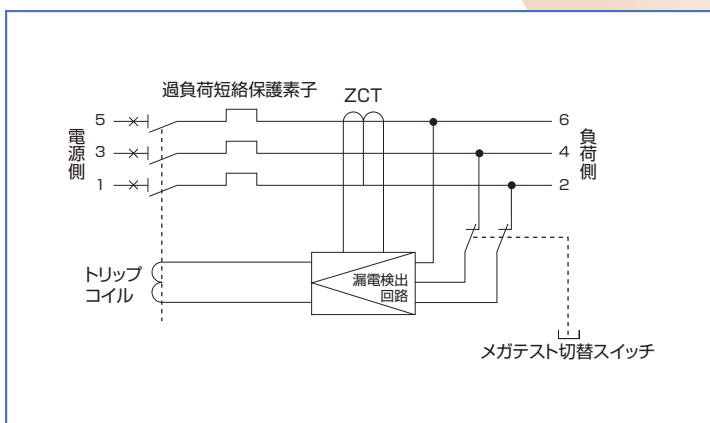 過負荷短絡保護素子
ZCT
5
6
電源側
3
4
負荷側
1
2
トリップ
コイル
漏電検出
回路
メガテスト切替スイッチ